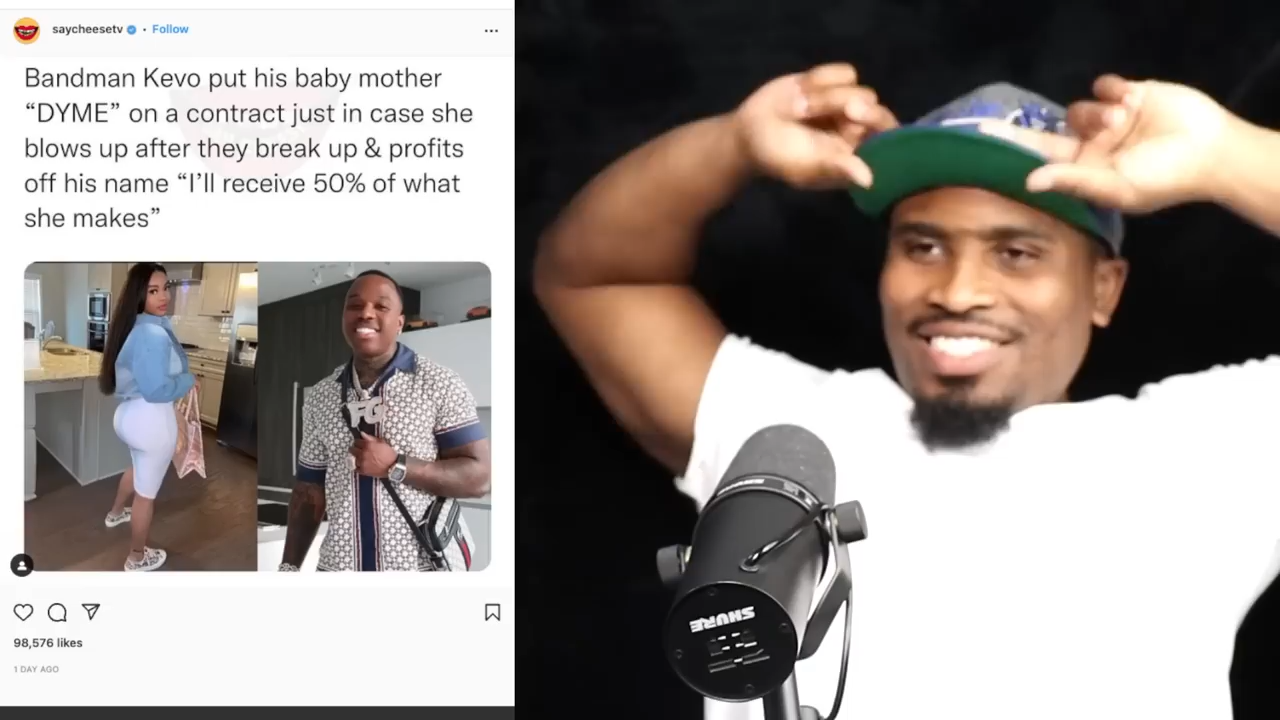 saycheesetv • Follow
Bandman Kevo put his baby mother
“DYME” on a contract just in case she
blows up after they break up & profits
off his name “I’ll receive 50% of what
she makes”
FG
98,576 likes
1 DAY AGO
SHURE